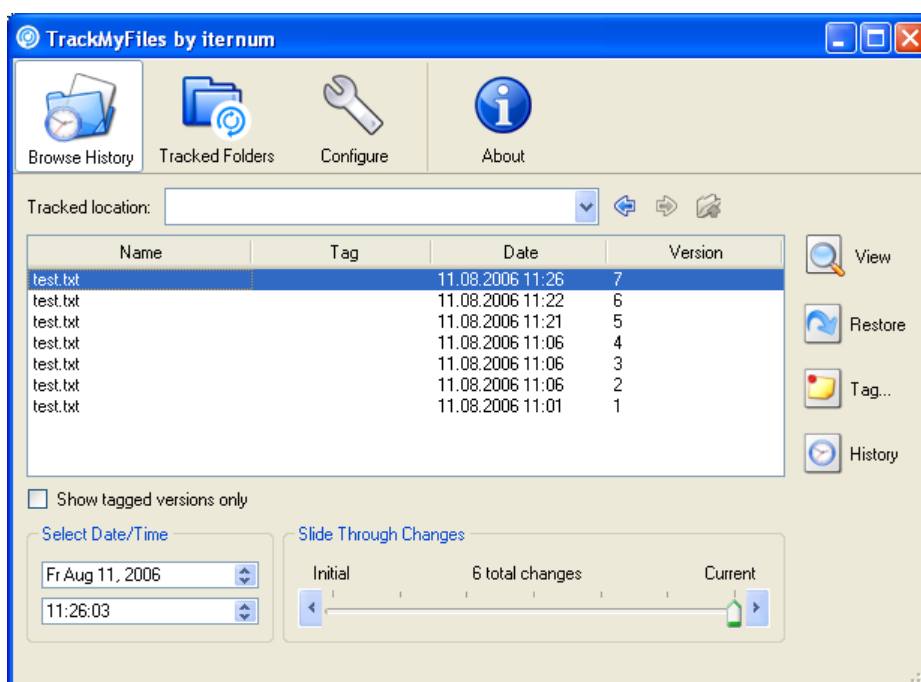 TrackMyFiles by iternum
Browse History Tracked Folders Configure About
Tracked location:
Name Tag Date Version
test.txt 11.08.2006 11:26 7
test.txt 11.08.2006 11:22 6
test.txt 11.08.2006 11:21 5
test.txt 11.08.2006 11:06 4
test.txt 11.08.2006 11:06 3
test.txt 11.08.2006 11:06 2
test.txt 11.08.2006 11:01 1
View
Restore
Tag...
History
Show tagged versions only
Select Date/Time
Fr Aug 11, 2006
11:26:03
Slide Through Changes
Initial 6 total changes Current